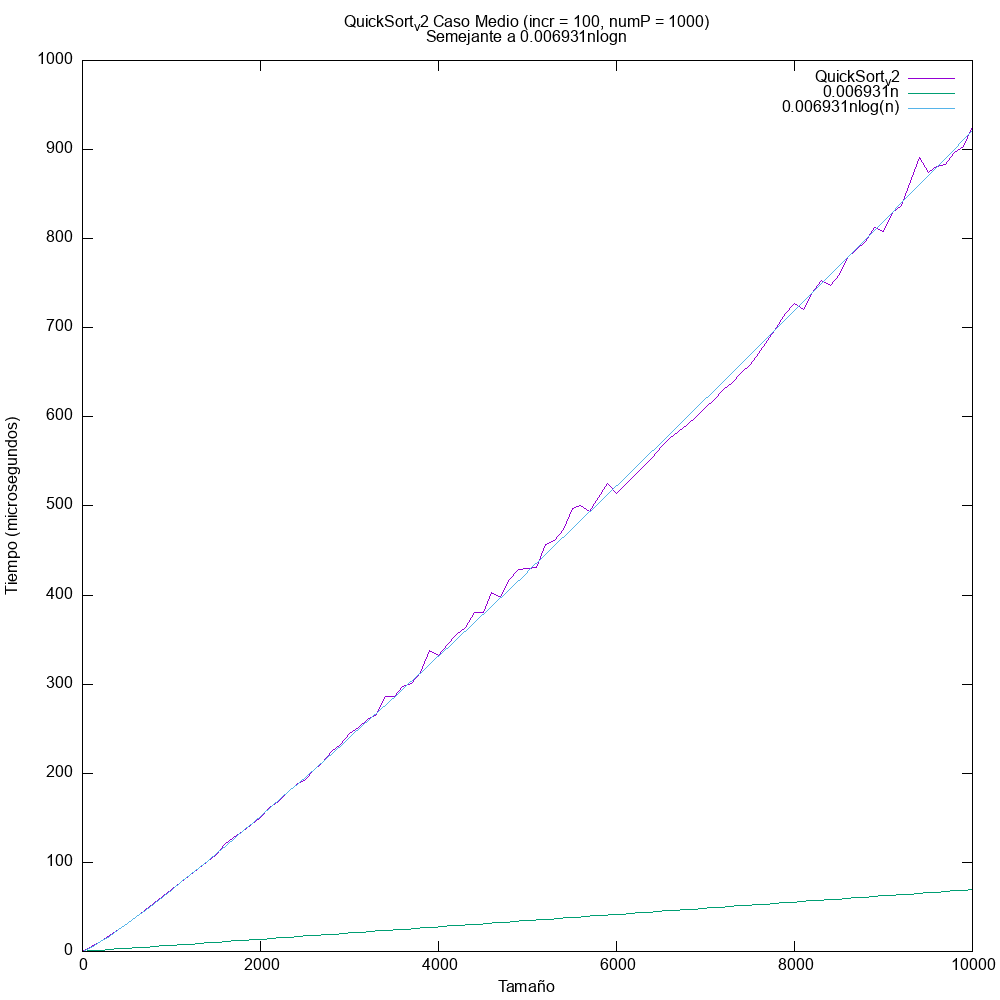 QuickSortᵥ2 Caso Medio (incr = 100, numP = 1000)
Semejante a 0.006931nlogn
QuickSortᵥ2
0.006931n
0.006931nlog(n)
1000
900
800
700
600
500
400
300
200
100
0
Tiempo (microsegundos)
0 2000 4000 6000 8000 10000
Tamaño